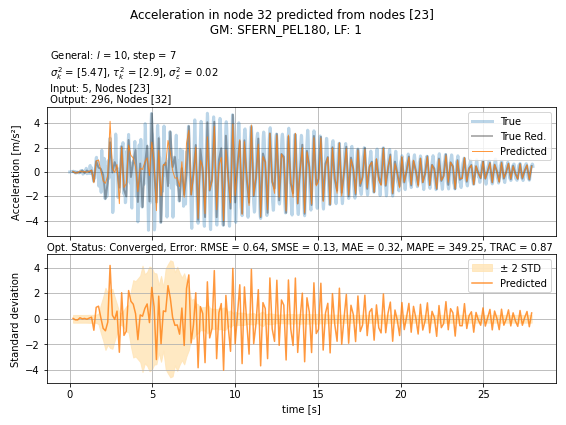 Acceleration in node 32 predicted from nodes [23]
GM: SFERN_PEL180, LF: 1
General: l = 10, step = 7
σ²ₖ = [5.47], τ²ₖ = [2.9], σ²ε = 0.02
Input: 5, Nodes [23]
Output: 296, Nodes [32]
Acceleration [m/s²]
4
2
0
−2
−4
True
True Red.
Predicted
Opt. Status: Converged, Error: RMSE = 0.64, SMSE = 0.13, MAE = 0.32, MAPE = 349.25, TRAC = 0.87
Standard deviation
4
2
0
−2
−4
± 2 STD
Predicted
0 5 10 15 20 25
time [s]